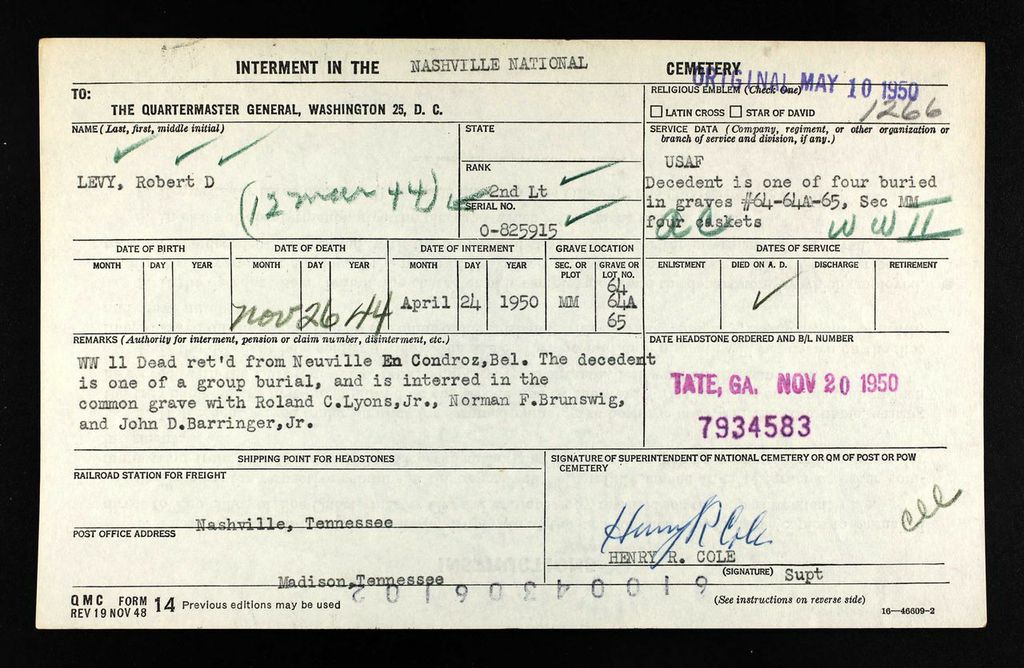 INTERMENT IN THE NASHVILLE NATIONAL CEMETERY
ORIGINAL MAY 10 1950
TO:
THE QUARTERMASTER GENERAL, WASHINGTON 25, D. C.
RELIGIOUS EMBLEM (Check One)
LATIN CROSS STAR OF DAVID
1266
NAME (Last, first, middle initial)
LEVY, Robert D
(12 mar 44)
STATE
RANK
2nd Lt
SERIAL NO.
O-825915
SERVICE DATA (Company, regiment, or other organization or branch of service and division, if any.)
USAF
Decedent is one of four buried
in graves #64-64A-65, Sec MM
four caskets
ac WW II
DATE OF BIRTH
MONTH DAY YEAR
DATE OF DEATH
MONTH DAY YEAR
Nov 26 44
DATE OF INTERMENT
MONTH DAY YEAR
April 24 1950
GRAVE LOCATION
SEC. OR PLOT
GRAVE OR LOT NO.
MM
64
64A
65
DATES OF SERVICE
ENLISTMENT DIED ON A. D. DISCHARGE RETIREMENT
REMARKS (Authority for interment, pension or claim number, disinterment, etc.)
WW 11 Dead ret'd from Neuville En Condroz,Bel. The decedent
is one of a group burial, and is interred in the
common grave with Roland C.Lyons,Jr., Norman F.Brunswig,
and John D.Barringer,Jr.
DATE HEADSTONE ORDERED AND B/L NUMBER
TATE, GA. NOV 20 1950
7934583
SHIPPING POINT FOR HEADSTONES
RAILROAD STATION FOR FREIGHT
Nashville, Tennessee
POST OFFICE ADDRESS
Madison,Tennessee
SIGNATURE OF SUPERINTENDENT OF NATIONAL CEMETERY OR QM OF POST OR POW CEMETERY
Henry R Cole
HENRY R. COLE
(SIGNATURE) Supt
QMC FORM 14 Previous editions may be used
REV 19 NOV 48
(See instructions on reverse side)
16—46609-2